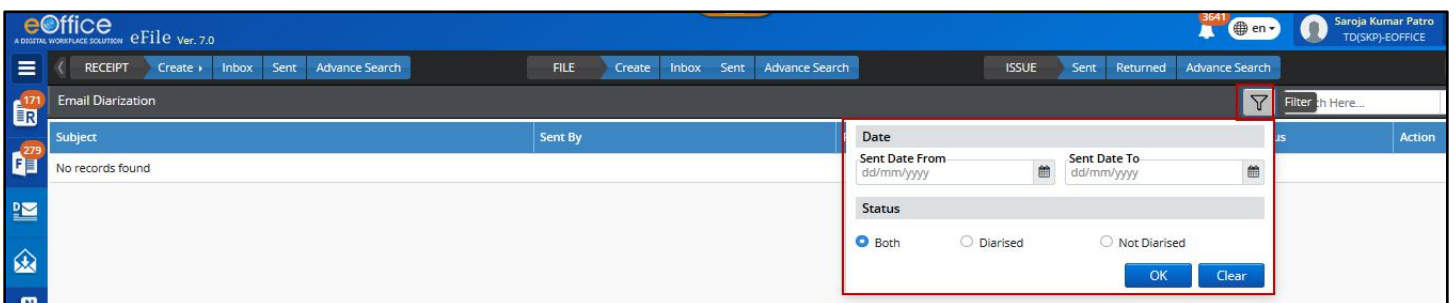 3641
eOffice
A DIGITAL WORKPLACE SOLUTION eFile Ver. 7.0
en
Saroja Kumar Patro
TD(SKP)-EOFFICE
RECEIPT Create Inbox Sent Advance Search FILE Create Inbox Sent Advance Search ISSUE Sent Returned Advance Search
171
R
Email Diarization
Filter h Here...
Subject Sent By us Action
279
F
No records found
Date
Sent Date From Sent Date To
dd/mm/yyyy dd/mm/yyyy
D
Status
Both Diarised Not Diarised
OK Clear